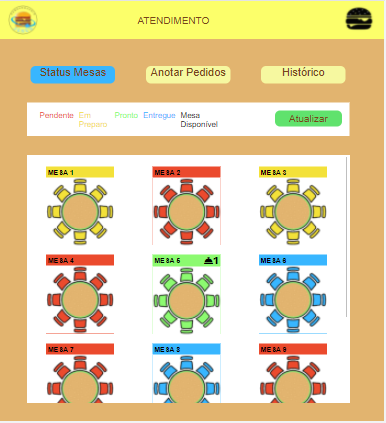 ATENDIMENTO
Status Mesas
Anotar Pedidos
Histórico
Pendente
Em
Preparo
Pronto
Entregue
Mesa
Disponível
Atualizar
MESA 1
MESA 2
MESA 3
MESA 4
MESA 5
1
MESA 6
MESA 7
MESA 8
MESA 9